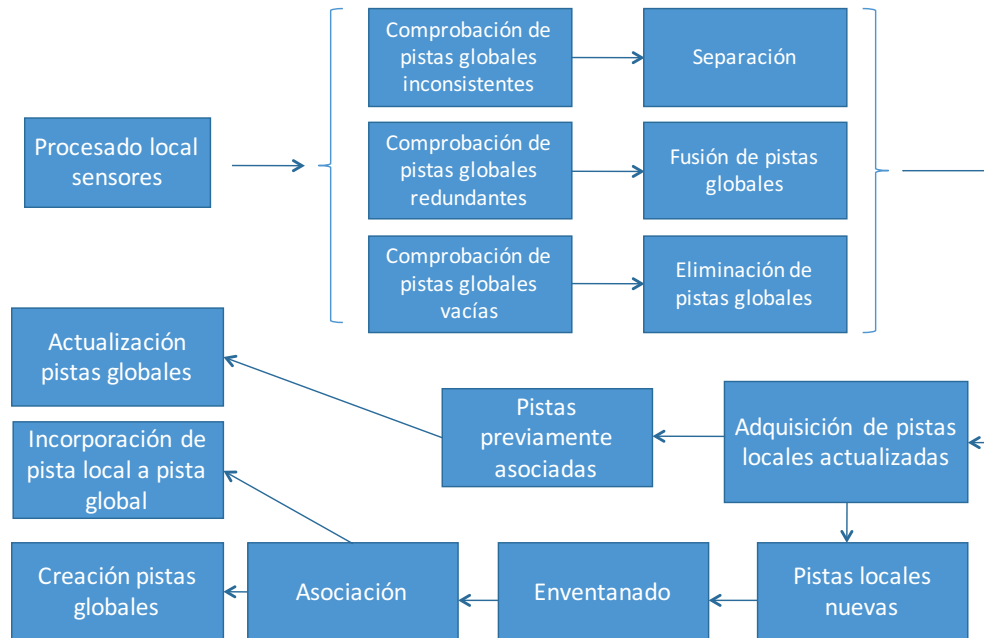 Comprobación de
pistas globales
inconsistentes
Separación
Procesado local
sensores
Comprobación de
pistas globales
redundantes
Fusión de pistas
globales
Comprobación de
pistas globales
vacías
Eliminación de
pistas globales
Actualización
pistas globales
Pistas
previamente
asociadas
Adquisición de pistas
locales actualizadas
Incorporación de
pista local a pista
global
Creación pistas
globales
Asociación
Enventanado
Pistas locales
nuevas